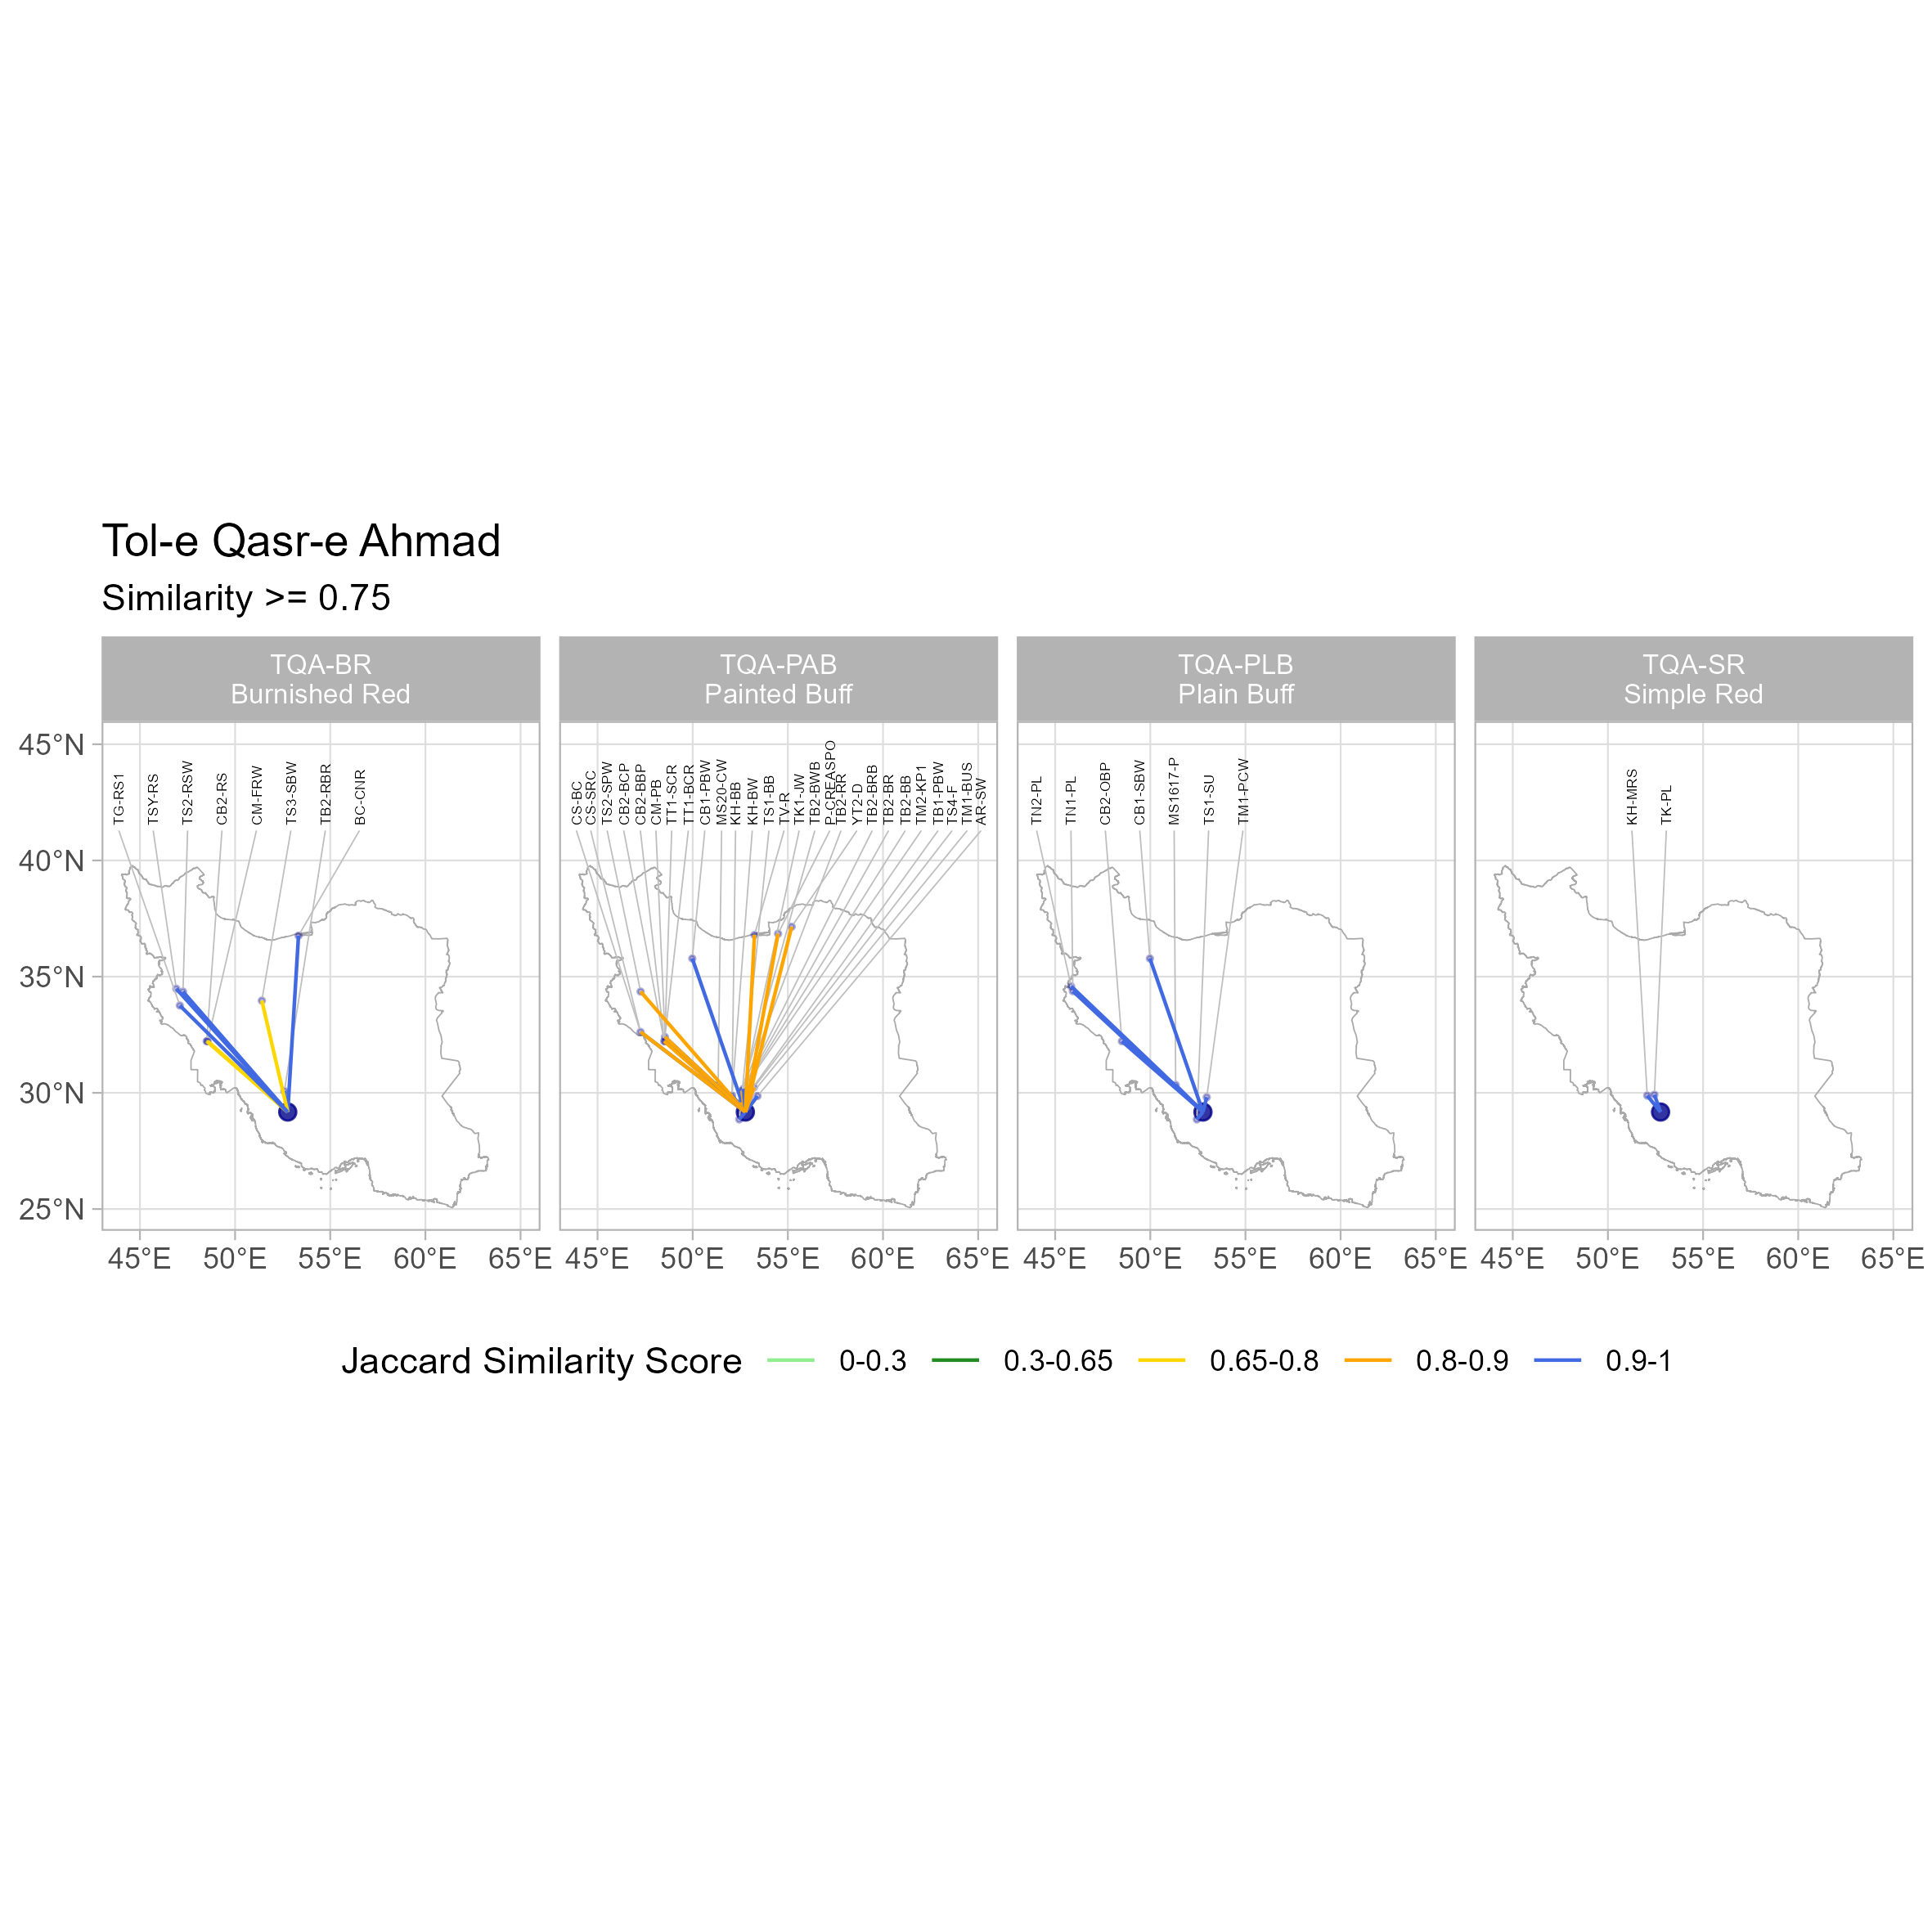 Tol-e Qasr-e Ahmad
Similarity >= 0.75
TQA-BR
Burnished Red
TQA-PAB
Painted Buff
TQA-PLB
Plain Buff
TQA-SR
Simple Red
45°N
40°N
35°N
30°N
25°N
TG-RS1
TSY-RS
TS2-RSW
CB2-RS
CM-FRW
TS3-SBW
TB2-RBR
BC-CNR
CS-BC
CS-SRC
TS2-SPW
CB2-BCP
CB2-BBP
CM-PB
TT1-SCR
TT1-BCR
CB1-PBW
MS20-CW
KH-BB
KH-BW
TS1-BB
TV-R
TK1-JW
TB2-BWB
P-CREASPO
TB2-RR
YT2-D
TB2-BRB
TB2-BR
TB2-BB
TM2-KP1
TB1-PBW
TS4-F
TM1-BUS
AR-SW
TN2-PL
TN1-PL
CB2-OBP
CB1-SBW
MS1617-P
TS1-SU
TM1-PCW
KH-MRS
TK-PL
45°E 50°E 55°E 60°E 65°E
45°E 50°E 55°E 60°E 65°E
45°E 50°E 55°E 60°E 65°E
45°E 50°E 55°E 60°E 65°E
Jaccard Similarity Score 0-0.3 0.3-0.65 0.65-0.8 0.8-0.9 0.9-1